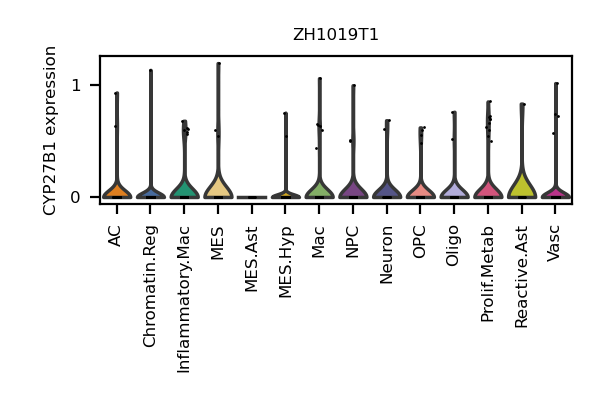 ZH1019T1
CYP27B1 expression
1
0
AC
Chromatin.Reg
Inflammatory.Mac
MES
MES.Ast
MES.Hyp
Mac
NPC
Neuron
OPC
Oligo
Prolif.Metab
Reactive.Ast
Vasc